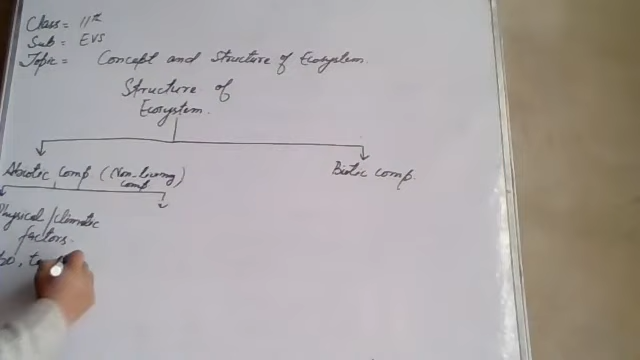 Class = 11th
Sub = EVS
Topic = Concept and Structure of Ecosystem.
Structure of
Ecosystem.
Abiotic comp (Non-living
comp)
Biotic comp.
Physical/climatic
factors.